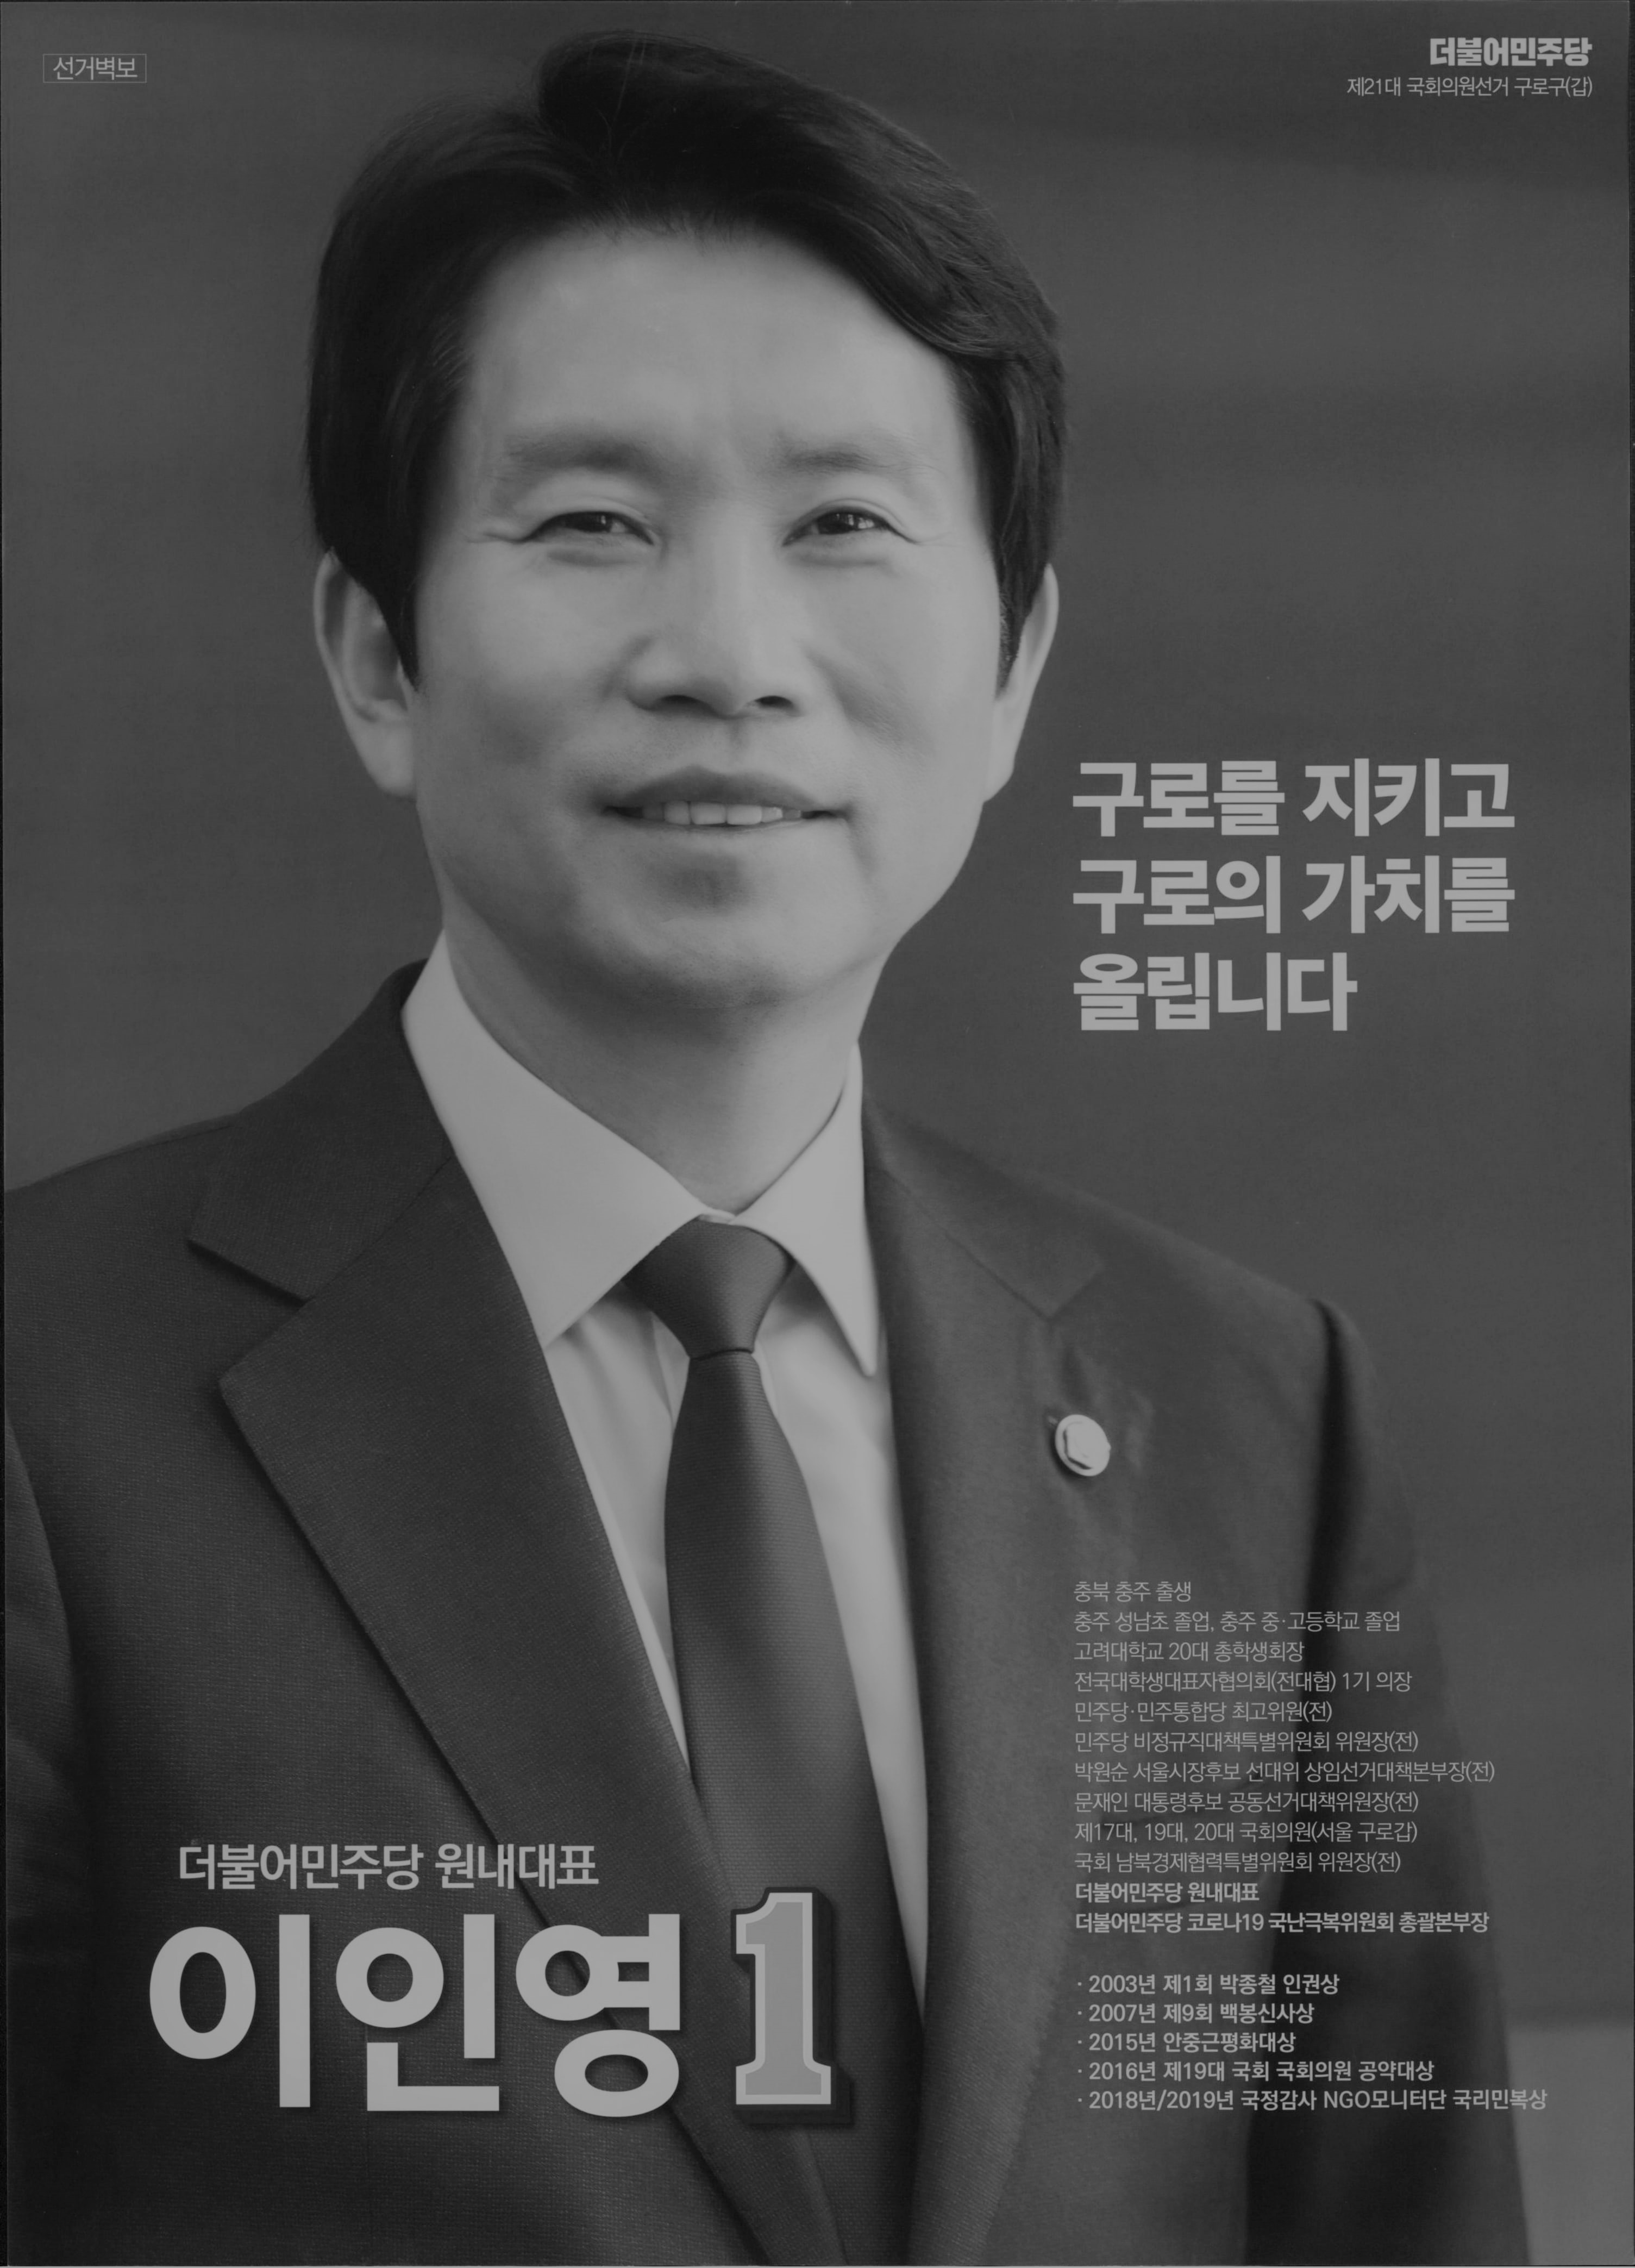 선거벽보
더불어민주당
제21대 국회의원선거 구로구(갑)
구로를 지키고
구로의 가치를
올립니다
충북 충주 출생
충주 성남초 졸업, 충주 중·고등학교 졸업
고려대학교 20대 총학생회장
전국대학생대표자협의회(전대협) 1기 의장
민주당·민주통합당 최고위원(전)
민주당 비정규직대책특별위원회 위원장(전)
박원순 서울시장후보 선대위 상임선거대책본부장(전)
문재인 대통령후보 공동선거대책위원장(전)
제17대, 19대, 20대 국회의원(서울 구로갑)
국회 남북경제협력특별위원회 위원장(전)
더불어민주당 원내대표
더불어민주당 코로나19 국난극복위원회 총괄본부장
· 2003년 제1회 박종철 인권상
· 2007년 제9회 백봉신사상
· 2015년 안중근평화대상
· 2016년 제19대 국회 국회의원 공약대상
· 2018년/2019년 국정감사 NGO모니터단 국리민복상
더불어민주당 원내대표
이인영 1